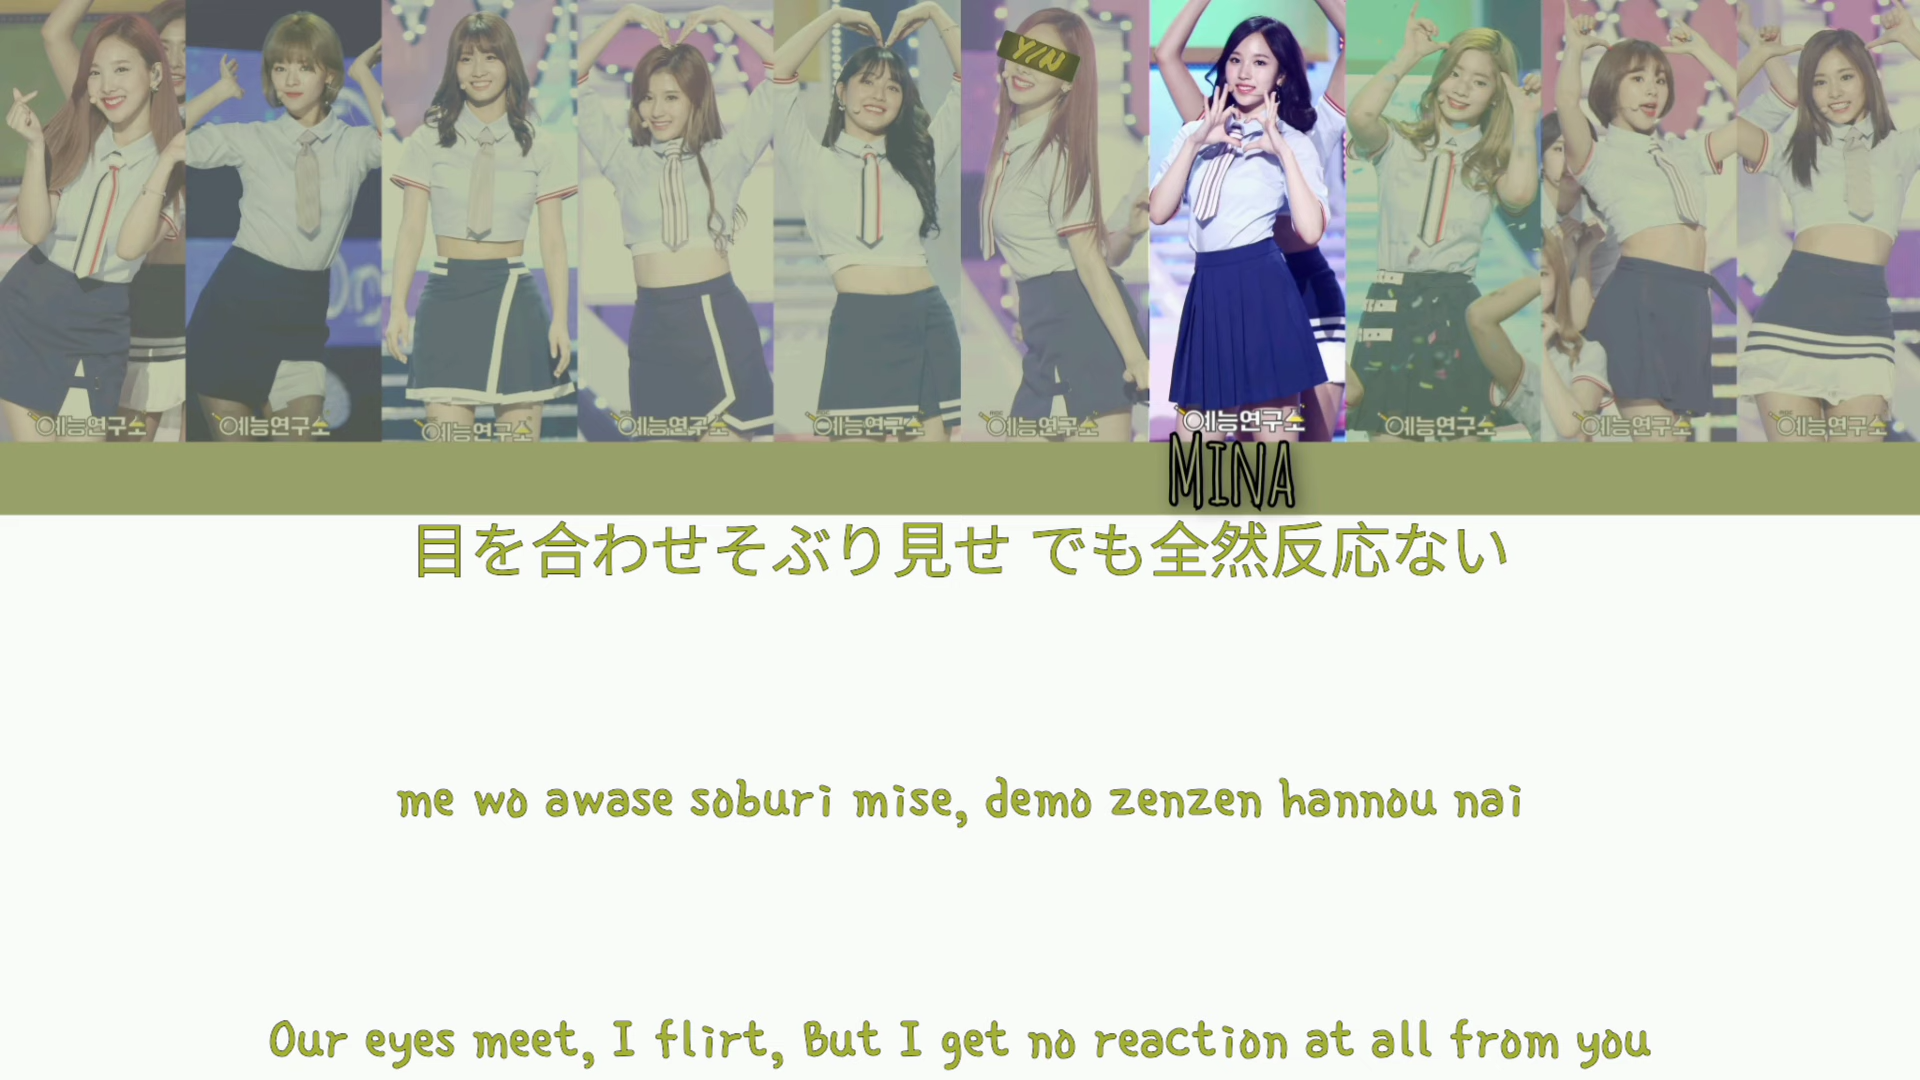 Y/N
예능연구소 예능연구소 예능연구소 예능연구소 예능연구소 예능연구소 예능연구소 예능연구소 예능연구소 예능연구소
MINA
目を合わせそぶり見せ でも全然反応ない
me wo awase soburi mise, demo zenzen hannou nai
Our eyes meet, I flirt, But I get no reaction at all from you